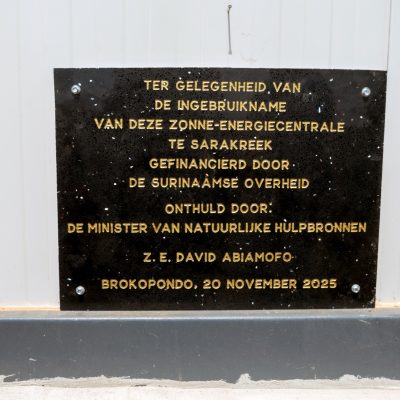 TER GELEGENHEID VAN
DE INGEBRUIKNAME
VAN DEZE ZONNE-ENERGIECENTRALE
TE SARAKREEK
GEFINANCIERD DOOR
DE SURINAAMSE OVERHEID
ONTHULD DOOR:
DE MINISTER VAN NATUURLIJKE HULPBRONNEN
Z. E. DAVID ABIAMOFO
BROKOPONDO, 20 NOVEMBER 2025